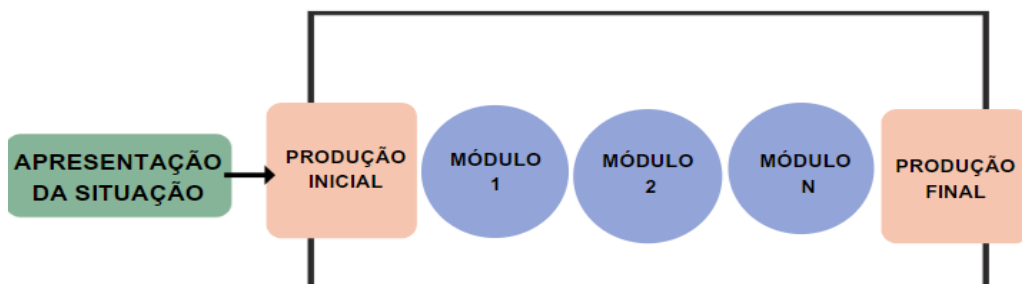 APRESENTAÇÃO
DA SITUAÇÃO
PRODUÇÃO
INICIAL
MÓDULO
1
MÓDULO
2
MÓDULO
N
PRODUÇÃO
FINAL